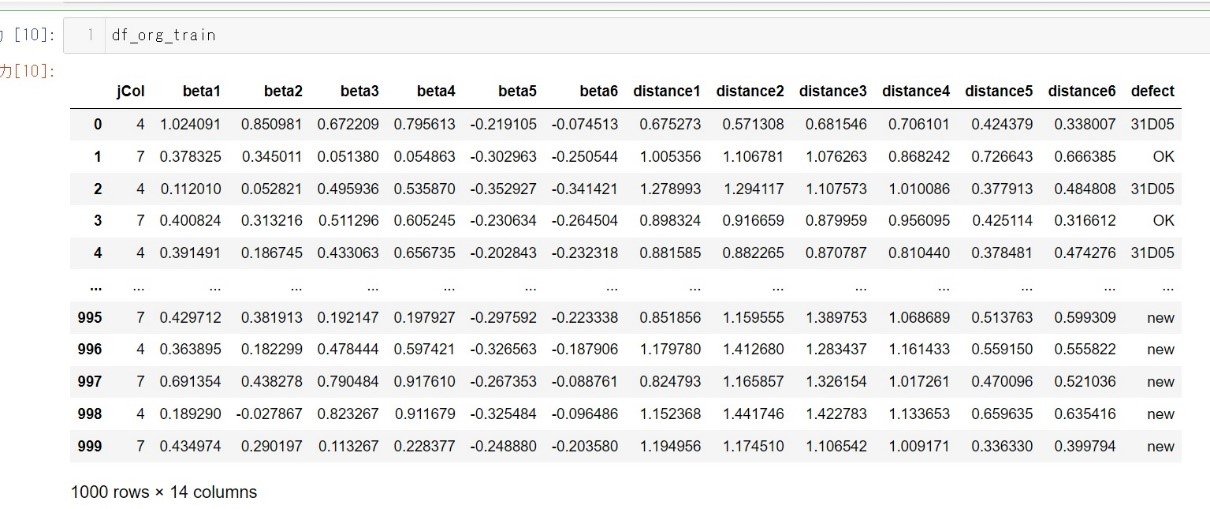 [10]: 1 df_org_train
力[10]:
jCol beta1 beta2 beta3 beta4 beta5 beta6 distance1 distance2 distance3 distance4 distance5 distance6 defect
0 4 1.024091 0.850981 0.672209 0.795613 -0.219105 -0.074513 0.675273 0.571308 0.681546 0.706101 0.424379 0.338007 31D05
1 7 0.378325 0.345011 0.051380 0.054863 -0.302963 -0.250544 1.005356 1.106781 1.076263 0.868242 0.726643 0.666385 OK
2 4 0.112010 0.052821 0.495936 0.535870 -0.352927 -0.341421 1.278993 1.294117 1.107573 1.010086 0.377913 0.484808 31D05
3 7 0.400824 0.313216 0.511296 0.605245 -0.230634 -0.264504 0.898324 0.916659 0.879959 0.956095 0.425114 0.316612 OK
4 4 0.391491 0.186745 0.433063 0.656735 -0.202843 -0.232318 0.881585 0.882265 0.870787 0.810440 0.378481 0.474276 31D05
... ... ... ... ... ... ... ... ... ... ... ... ... ... ...
995 7 0.429712 0.381913 0.192147 0.197927 -0.297592 -0.223338 0.851856 1.159555 1.389753 1.068689 0.513763 0.599309 new
996 4 0.363895 0.182299 0.478444 0.597421 -0.326563 -0.187906 1.179780 1.412680 1.283437 1.161433 0.559150 0.555822 new
997 7 0.691354 0.438278 0.790484 0.917610 -0.267353 -0.088761 0.824793 1.165857 1.326154 1.017261 0.470096 0.521036 new
998 4 0.189290 -0.027867 0.823267 0.911679 -0.325484 -0.096486 1.152368 1.441746 1.422783 1.133653 0.659635 0.635416 new
999 7 0.434974 0.290197 0.113267 0.228377 -0.248880 -0.203580 1.194956 1.174510 1.106542 1.009171 0.336330 0.399794 new
1000 rows × 14 columns